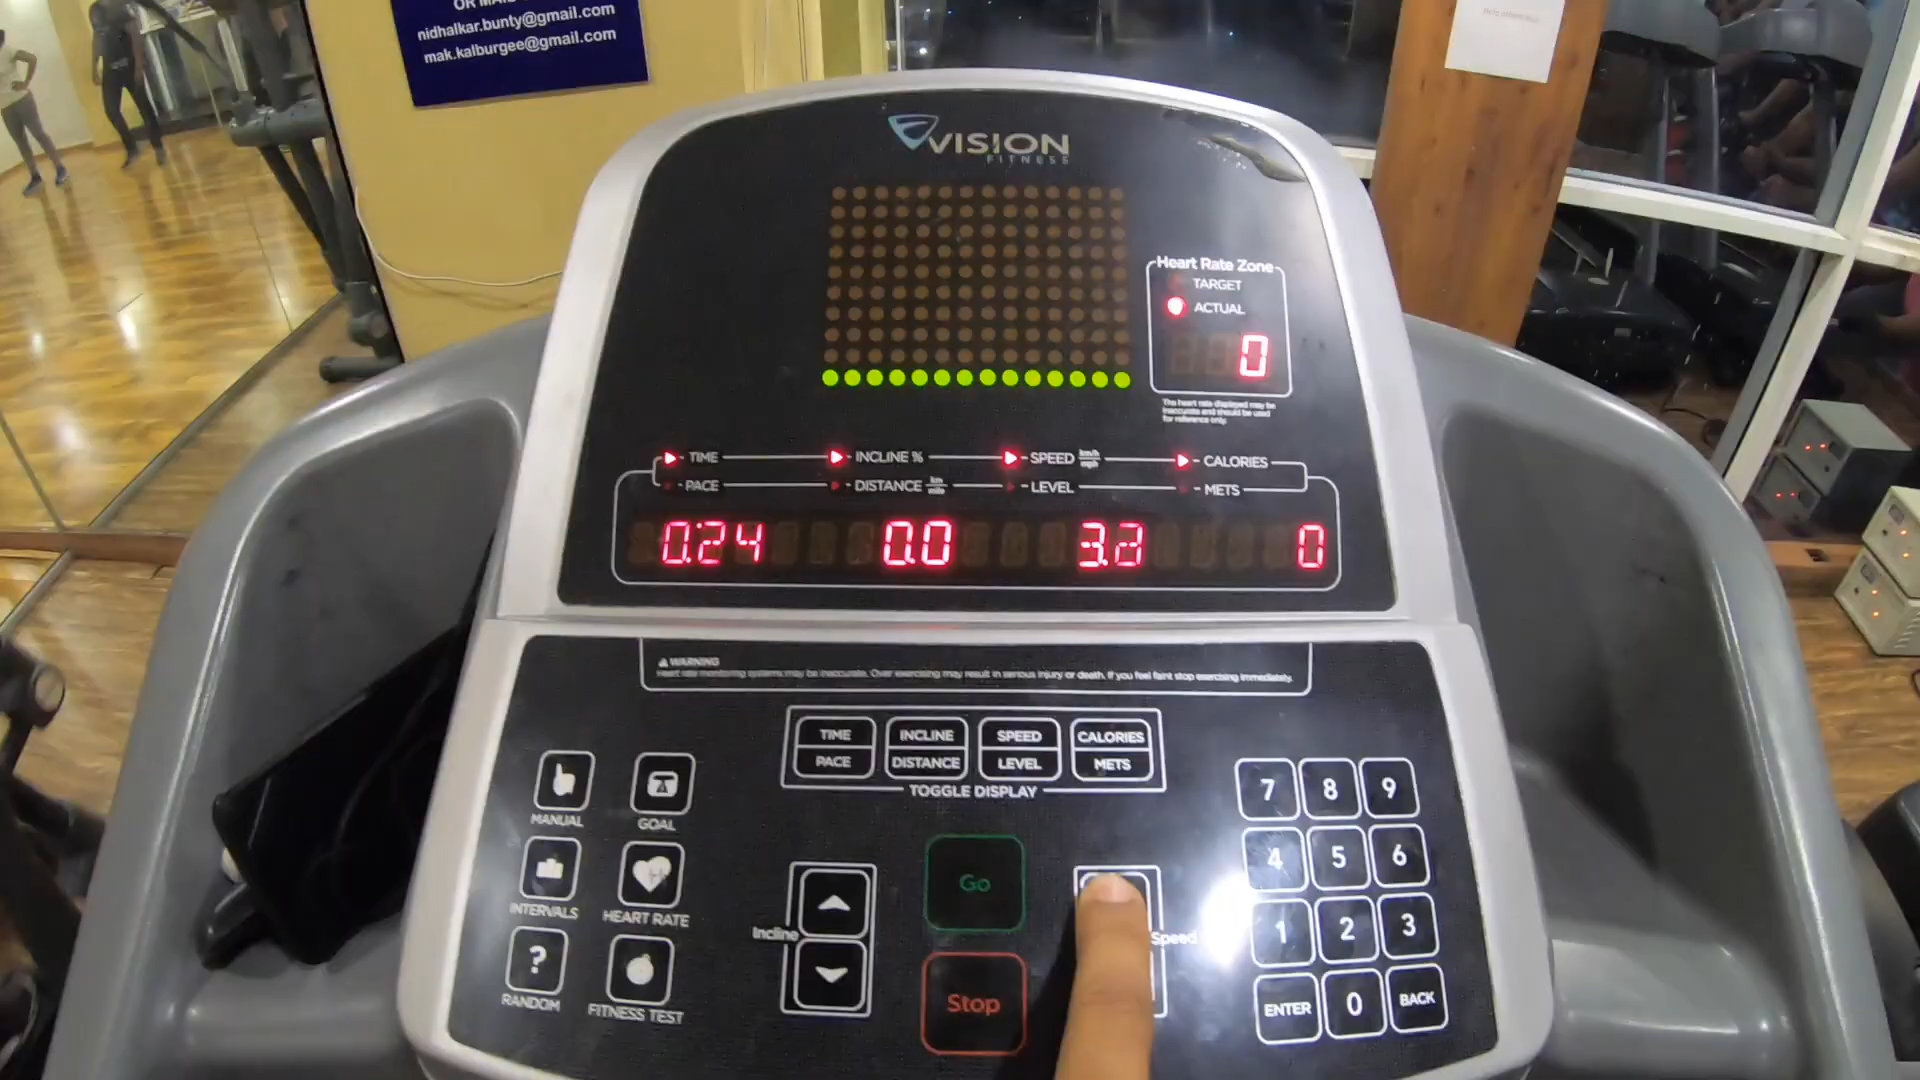 OR MAIL
nidhalkar.bunty@gmail.com
mak.kalburgee@gmail.com
VISION
FITNESS
Heart Rate Zone
TARGET
ACTUAL
0
The heart rate displayed may be
inaccurate and should be used
for reference only.
TIME INCLINE % SPEED km/h mph CALORIES
PACE DISTANCE km mile LEVEL METS
0:24 0.0 3.2 0
WARNING
Heart rate monitoring systems may be inaccurate. Over exercising may result in serious injury or death. If you feel faint stop exercising immediately.
TIME INCLINE SPEED CALORIES
PACE DISTANCE LEVEL METS
TOGGLE DISPLAY
MANUAL GOAL
INTERVALS HEART RATE
? 
RANDOM FITNESS TEST
Incline
Go
Stop
Speed
7 8 9
4 5 6
1 2 3
ENTER 0 BACK